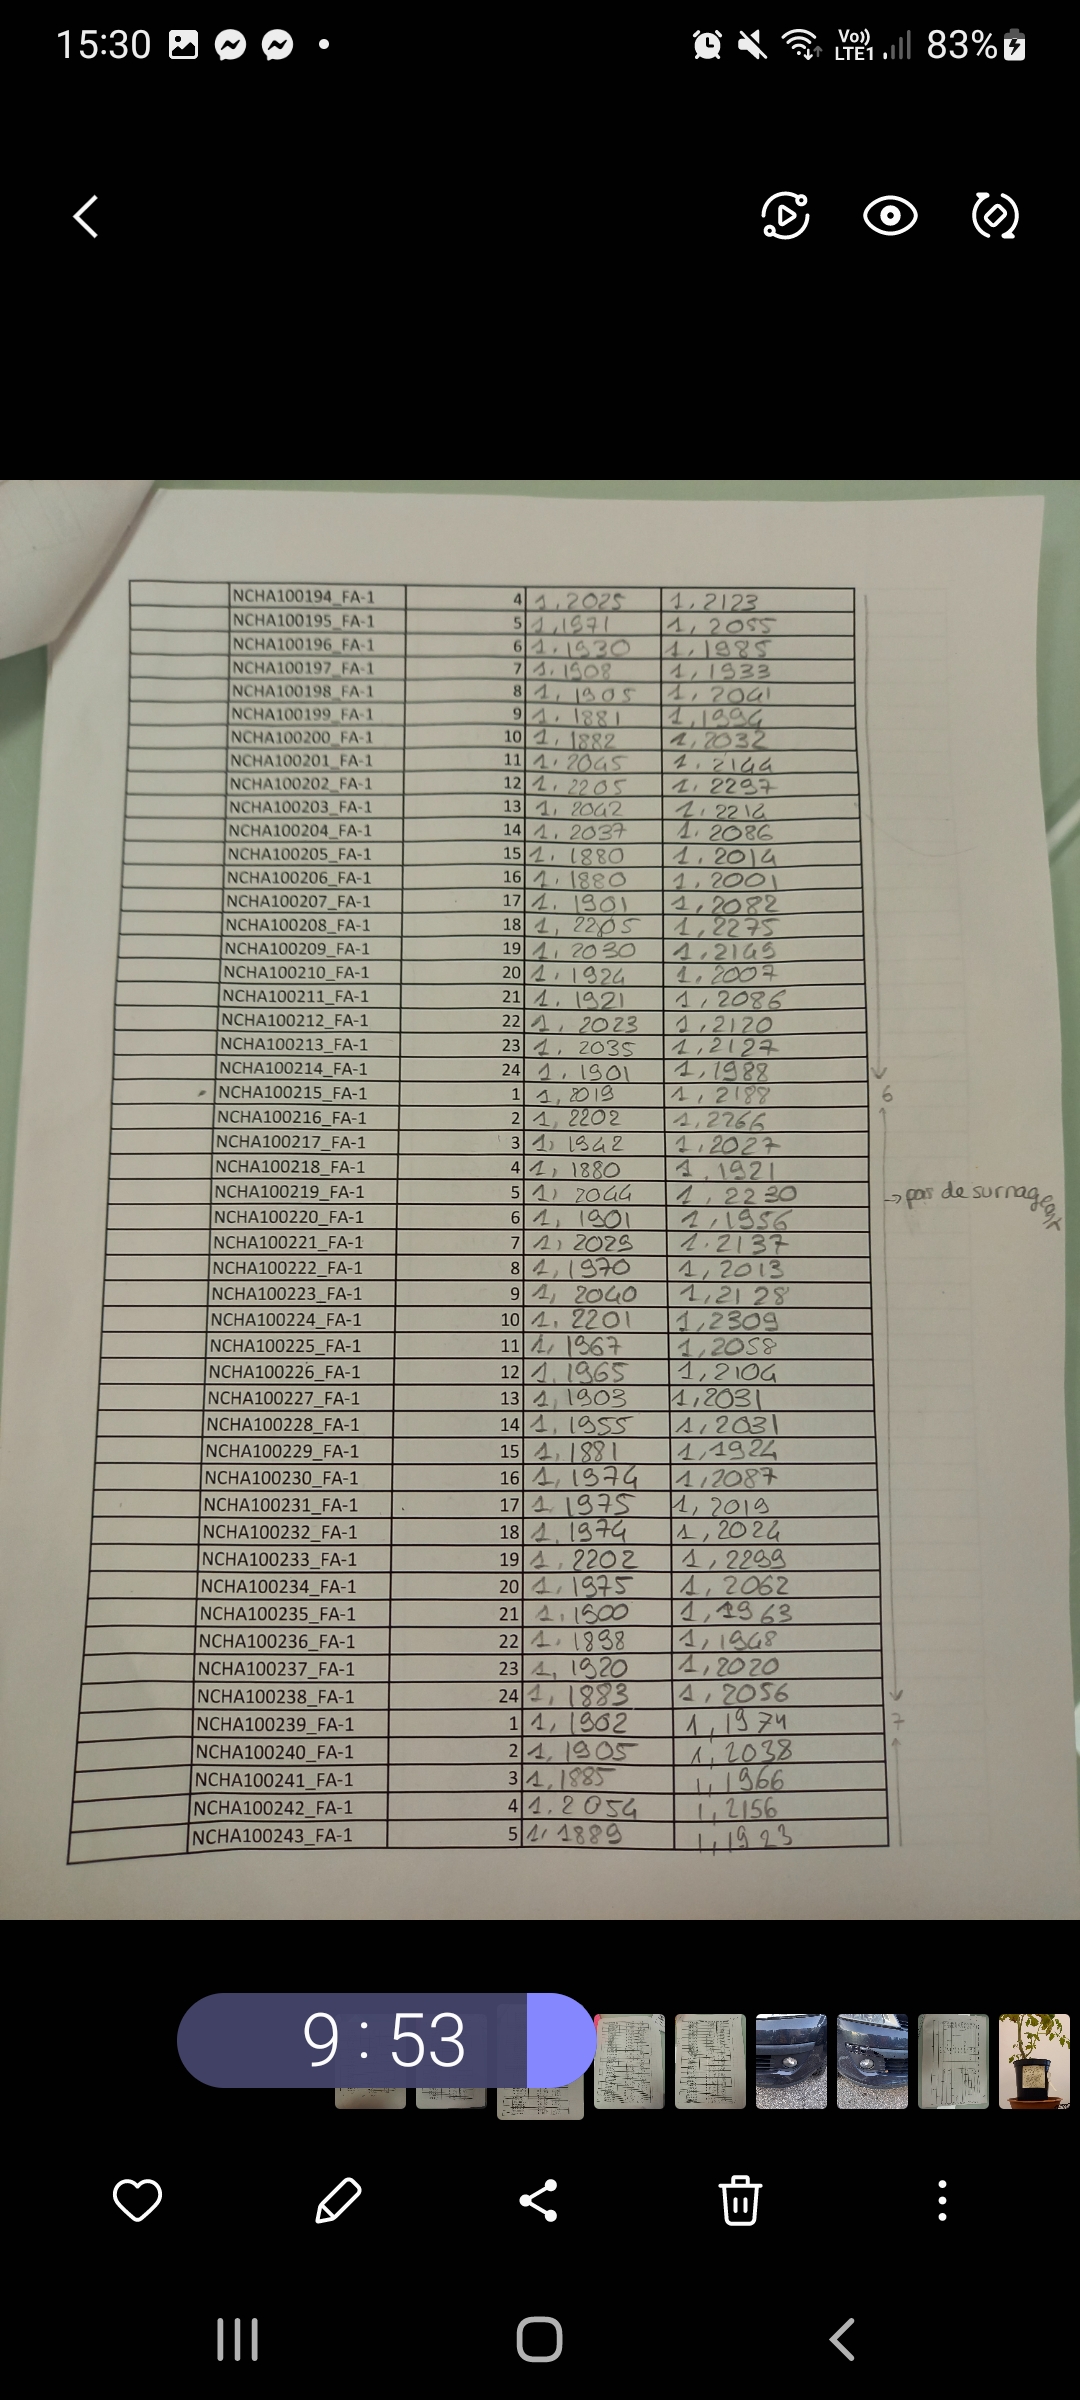 15:30 Vo)) LTE1 83%
NCHA100194_FA-1 4 1,2025 1,2123
NCHA100195_FA-1 5 1,1971 1,2055
NCHA100196_FA-1 6 1,1930 1,1985
NCHA100197_FA-1 7 1,1908 1,1933
NCHA100198_FA-1 8 1,1905 1,2041
NCHA100199_FA-1 9 1,1881 1,1994
NCHA100200_FA-1 10 1,1882 1,2032
NCHA100201_FA-1 11 1,2045 1,2144
NCHA100202_FA-1 12 1,2205 1,2297
NCHA100203_FA-1 13 1,2042 1,2214
NCHA100204_FA-1 14 1,2037 1,2086
NCHA100205_FA-1 15 1,1880 1,2014
NCHA100206_FA-1 16 1,1880 1,2001
NCHA100207_FA-1 17 1,1901 1,2082
NCHA100208_FA-1 18 1,2205 1,2275
NCHA100209_FA-1 19 1,2030 1,2149
NCHA100210_FA-1 20 1,1924 1,2007
NCHA100211_FA-1 21 1,1921 1,2086
NCHA100212_FA-1 22 1,2023 1,2120
NCHA100213_FA-1 23 1,2035 1,2127
NCHA100214_FA-1 24 1,1901 1,1988
NCHA100215_FA-1 1 1,2019 1,2188 6
NCHA100216_FA-1 2 1,2202 1,2266
NCHA100217_FA-1 3 1,1942 1,2027
NCHA100218_FA-1 4 1,1880 1,1921
NCHA100219_FA-1 5 1,2044 1,2230 → pas de surnageant
NCHA100220_FA-1 6 1,1901 1,1956
NCHA100221_FA-1 7 1,2029 1,2137
NCHA100222_FA-1 8 1,1970 1,2013
NCHA100223_FA-1 9 1,2040 1,2128
NCHA100224_FA-1 10 1,2201 1,2309
NCHA100225_FA-1 11 1,1967 1,2058
NCHA100226_FA-1 12 1,1965 1,2104
NCHA100227_FA-1 13 1,1903 1,2031
NCHA100228_FA-1 14 1,1955 1,2031
NCHA100229_FA-1 15 1,1881 1,1924
NCHA100230_FA-1 16 1,1974 1,2087
NCHA100231_FA-1 17 1,1975 1,2019
NCHA100232_FA-1 18 1,1974 1,2024
NCHA100233_FA-1 19 1,2202 1,2299
NCHA100234_FA-1 20 1,1975 1,2062
NCHA100235_FA-1 21 1,1900 1,1963
NCHA100236_FA-1 22 1,1898 1,1948
NCHA100237_FA-1 23 1,1920 1,2020
NCHA100238_FA-1 24 1,1883 1,2056
NCHA100239_FA-1 1 1,1902 1,1974 7
NCHA100240_FA-1 2 1,1905 1,2038
NCHA100241_FA-1 3 1,1885 1,1966
NCHA100242_FA-1 4 1,2054 1,2156
NCHA100243_FA-1 5 1,1889 1,1923
9:53